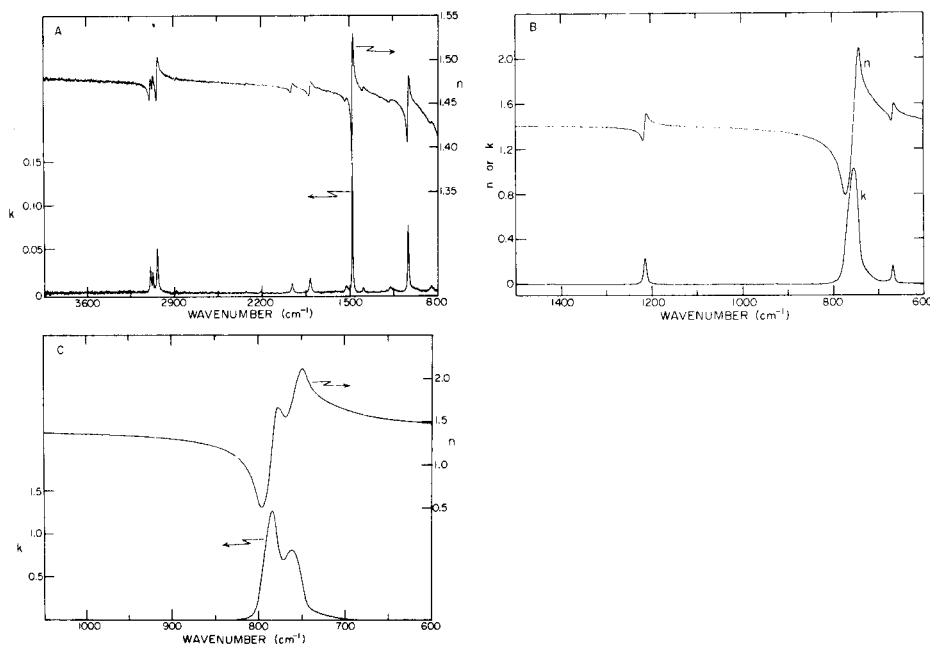 A
1.55
1.50
n
1.45
1.40
1.35
0.15
k
0.10
0.05
0
3600 2900 2200 1500 800
WAVENUMBER (cm⁻¹)
B
n
2.0
1.6
n or k
1.2
0.8
k
0.4
0
1400 1200 1000 800 600
WAVENUMBER (cm⁻¹)
C
2.0
1.5
n
1.0
0.5
1.5
1.0
k
0.5
1000 900 800 700 600
WAVENUMBER (cm⁻¹)